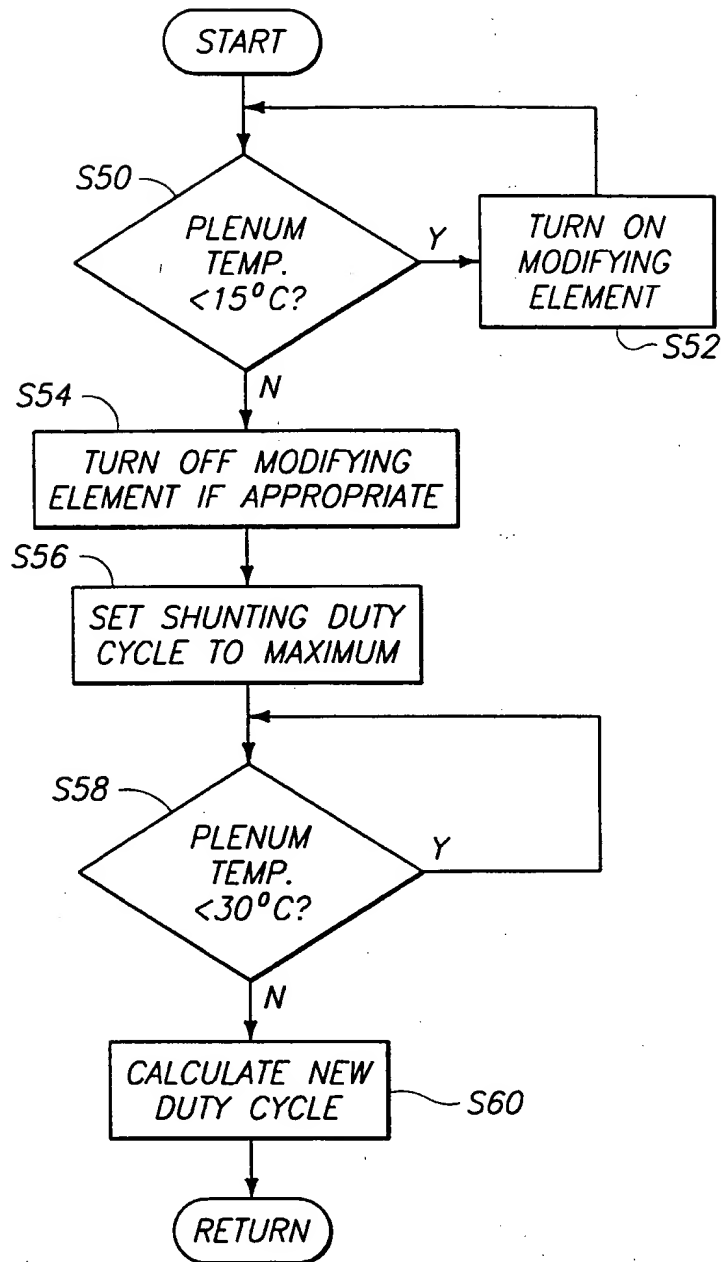 START
S50
PLENUM
TEMP.
<15°C?
Y
TURN ON
MODIFYING
ELEMENT
S52
N
S54
TURN OFF MODIFYING
ELEMENT IF APPROPRIATE
S56
SET SHUNTING DUTY
CYCLE TO MAXIMUM
S58
PLENUM
TEMP.
<30°C?
Y
N
CALCULATE NEW
DUTY CYCLE
S60
RETURN